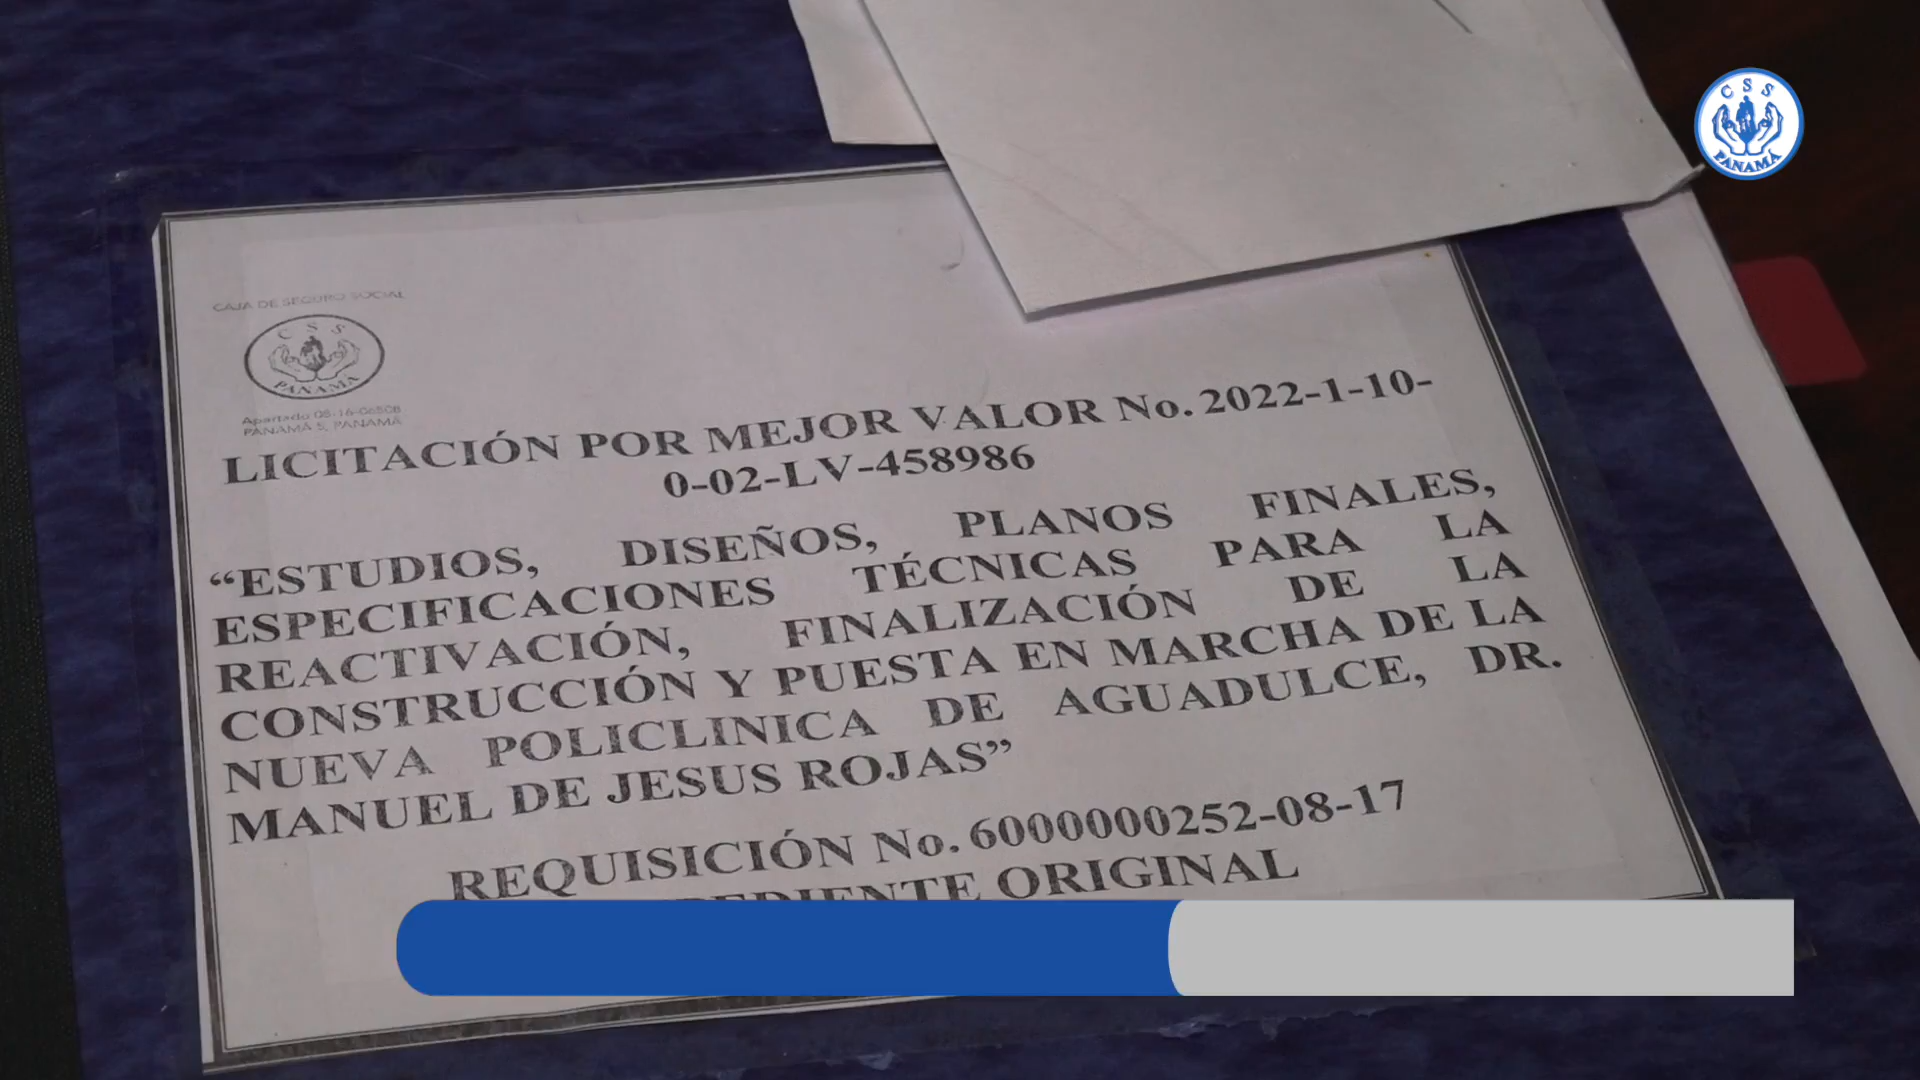 CSS
PANAMÁ
CAJA DE SEGURO SOCIAL
CSS
PANAMÁ
Apartado 08-16-06808
PANAMÁ 5, PANAMÁ
LICITACIÓN POR MEJOR VALOR No. 2022-1-10-
0-02-LV-458986
“ESTUDIOS, DISEÑOS, PLANOS FINALES,
ESPECIFICACIONES TÉCNICAS PARA LA
REACTIVACIÓN, FINALIZACIÓN DE LA
CONSTRUCCIÓN Y PUESTA EN MARCHA DE LA
NUEVA POLICLINICA DE AGUADULCE, DR.
MANUEL DE JESUS ROJAS”
REQUISICIÓN No. 6000000252-08-17
ORIGINAL